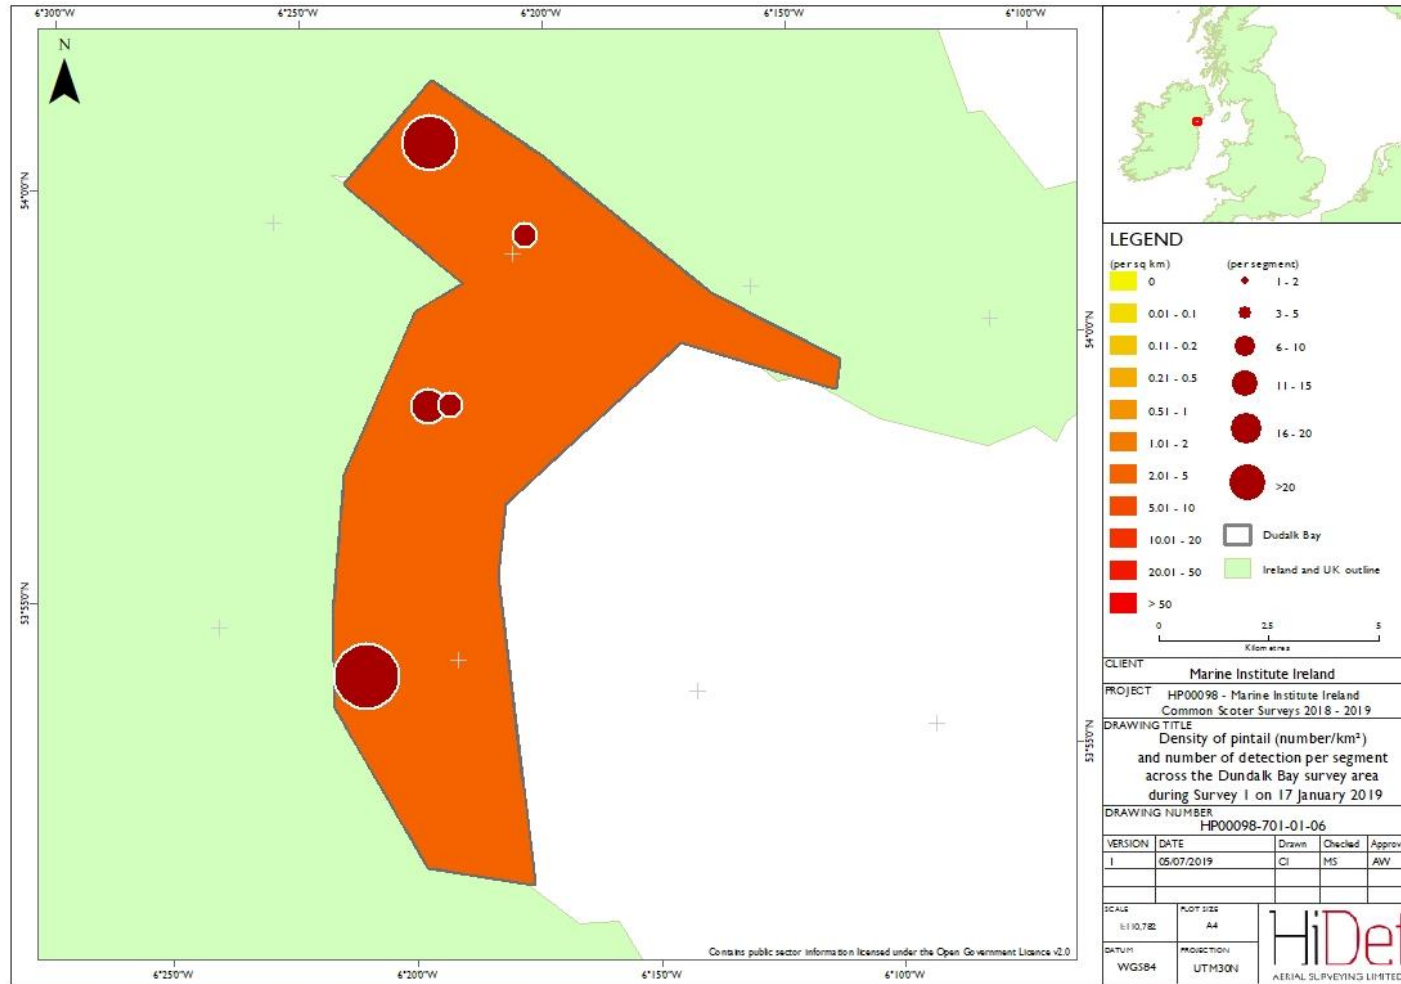 6°30'0"W 6°25'0"W 6°20'0"W 6°15'0"W 6°10'0"W
N
54°0'0"N
54°0'0"N
53°55'0"N
53°55'0"N
Contains public sector information licensed under the Open Government Licence v2.0
6°25'0"W 6°20'0"W 6°15'0"W 6°10'0"W
LEGEND
(per sq km) (per segment)
0 1 - 2
0.01 - 0.1 3 - 5
0.11 - 0.2 6 - 10
0.21 - 0.5 11 - 15
0.51 - 1
1.01 - 2 16 - 20
2.01 - 5 >20
5.01 - 10
10.01 - 20 Dudalk Bay
20.01 - 50 Ireland and UK outline
> 50
0 2.5 5
Kilometres
CLIENT
Marine Institute Ireland
PROJECT HP00098 - Marine Institute Ireland
Common Scoter Surveys 2018 - 2019
DRAWING TITLE
Density of pintail (number/km²)
and number of detection per segment
across the Dundalk Bay survey area
during Survey 1 on 17 January 2019
DRAWING NUMBER
HP00098-701-01-06
VERSION DATE Drawn Checked Approv
1 05/07/2019 CI MS AW
SCALE PLOT SIZE
1:110,782 A4
DATUM PROJECTION
WGS84 UTM30N
HiDef
AERIAL SURVEYING LIMITED